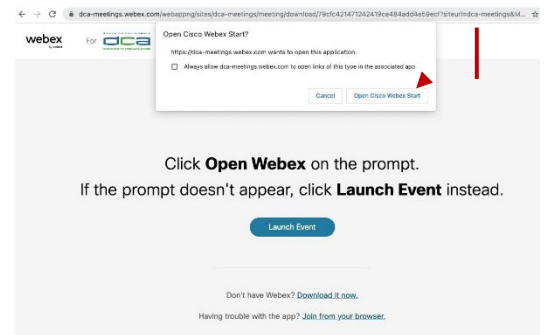 dca-meetings.webex.com/webappng/sites/dca-meetings/meeting/download/79cfc421471242419ce484add4e59ecf?siteurl=dca-meetings&M...
webex
For dca
Open Cisco Webex Start?
https://dca-meetings.webex.com wants to open this application.
Always allow dca-meetings.webex.com to open links of this type in the associated app
Cancel Open Cisco Webex Start
Click Open Webex on the prompt.
If the prompt doesn't appear, click Launch Event instead.
Launch Event
Don't have Webex? Download it now.
Having trouble with the app? Join from your browser.